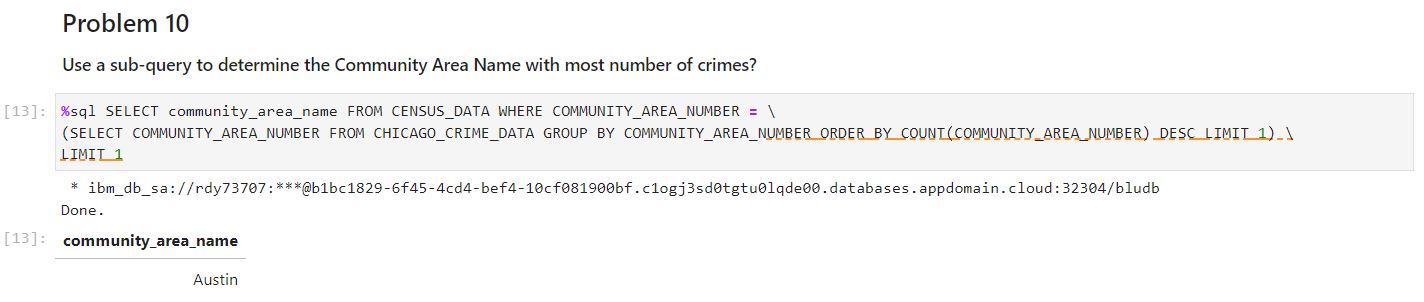 Problem 10
Use a sub-query to determine the Community Area Name with most number of crimes?
[13]: %sql SELECT community_area_name FROM CENSUS_DATA WHERE COMMUNITY_AREA_NUMBER = \
(SELECT COMMUNITY_AREA_NUMBER FROM CHICAGO_CRIME_DATA GROUP BY COMMUNITY_AREA_NUMBER ORDER BY COUNT(COMMUNITY_AREA_NUMBER) DESC LIMIT 1) \
LIMIT 1
* ibm_db_sa://rdy73707:***@b1bc1829-6f45-4cd4-bef4-10cf081900bf.c1ogj3sd0tgtu0lqde00.databases.appdomain.cloud:32304/bludb
Done.
[13]: community_area_name
Austin